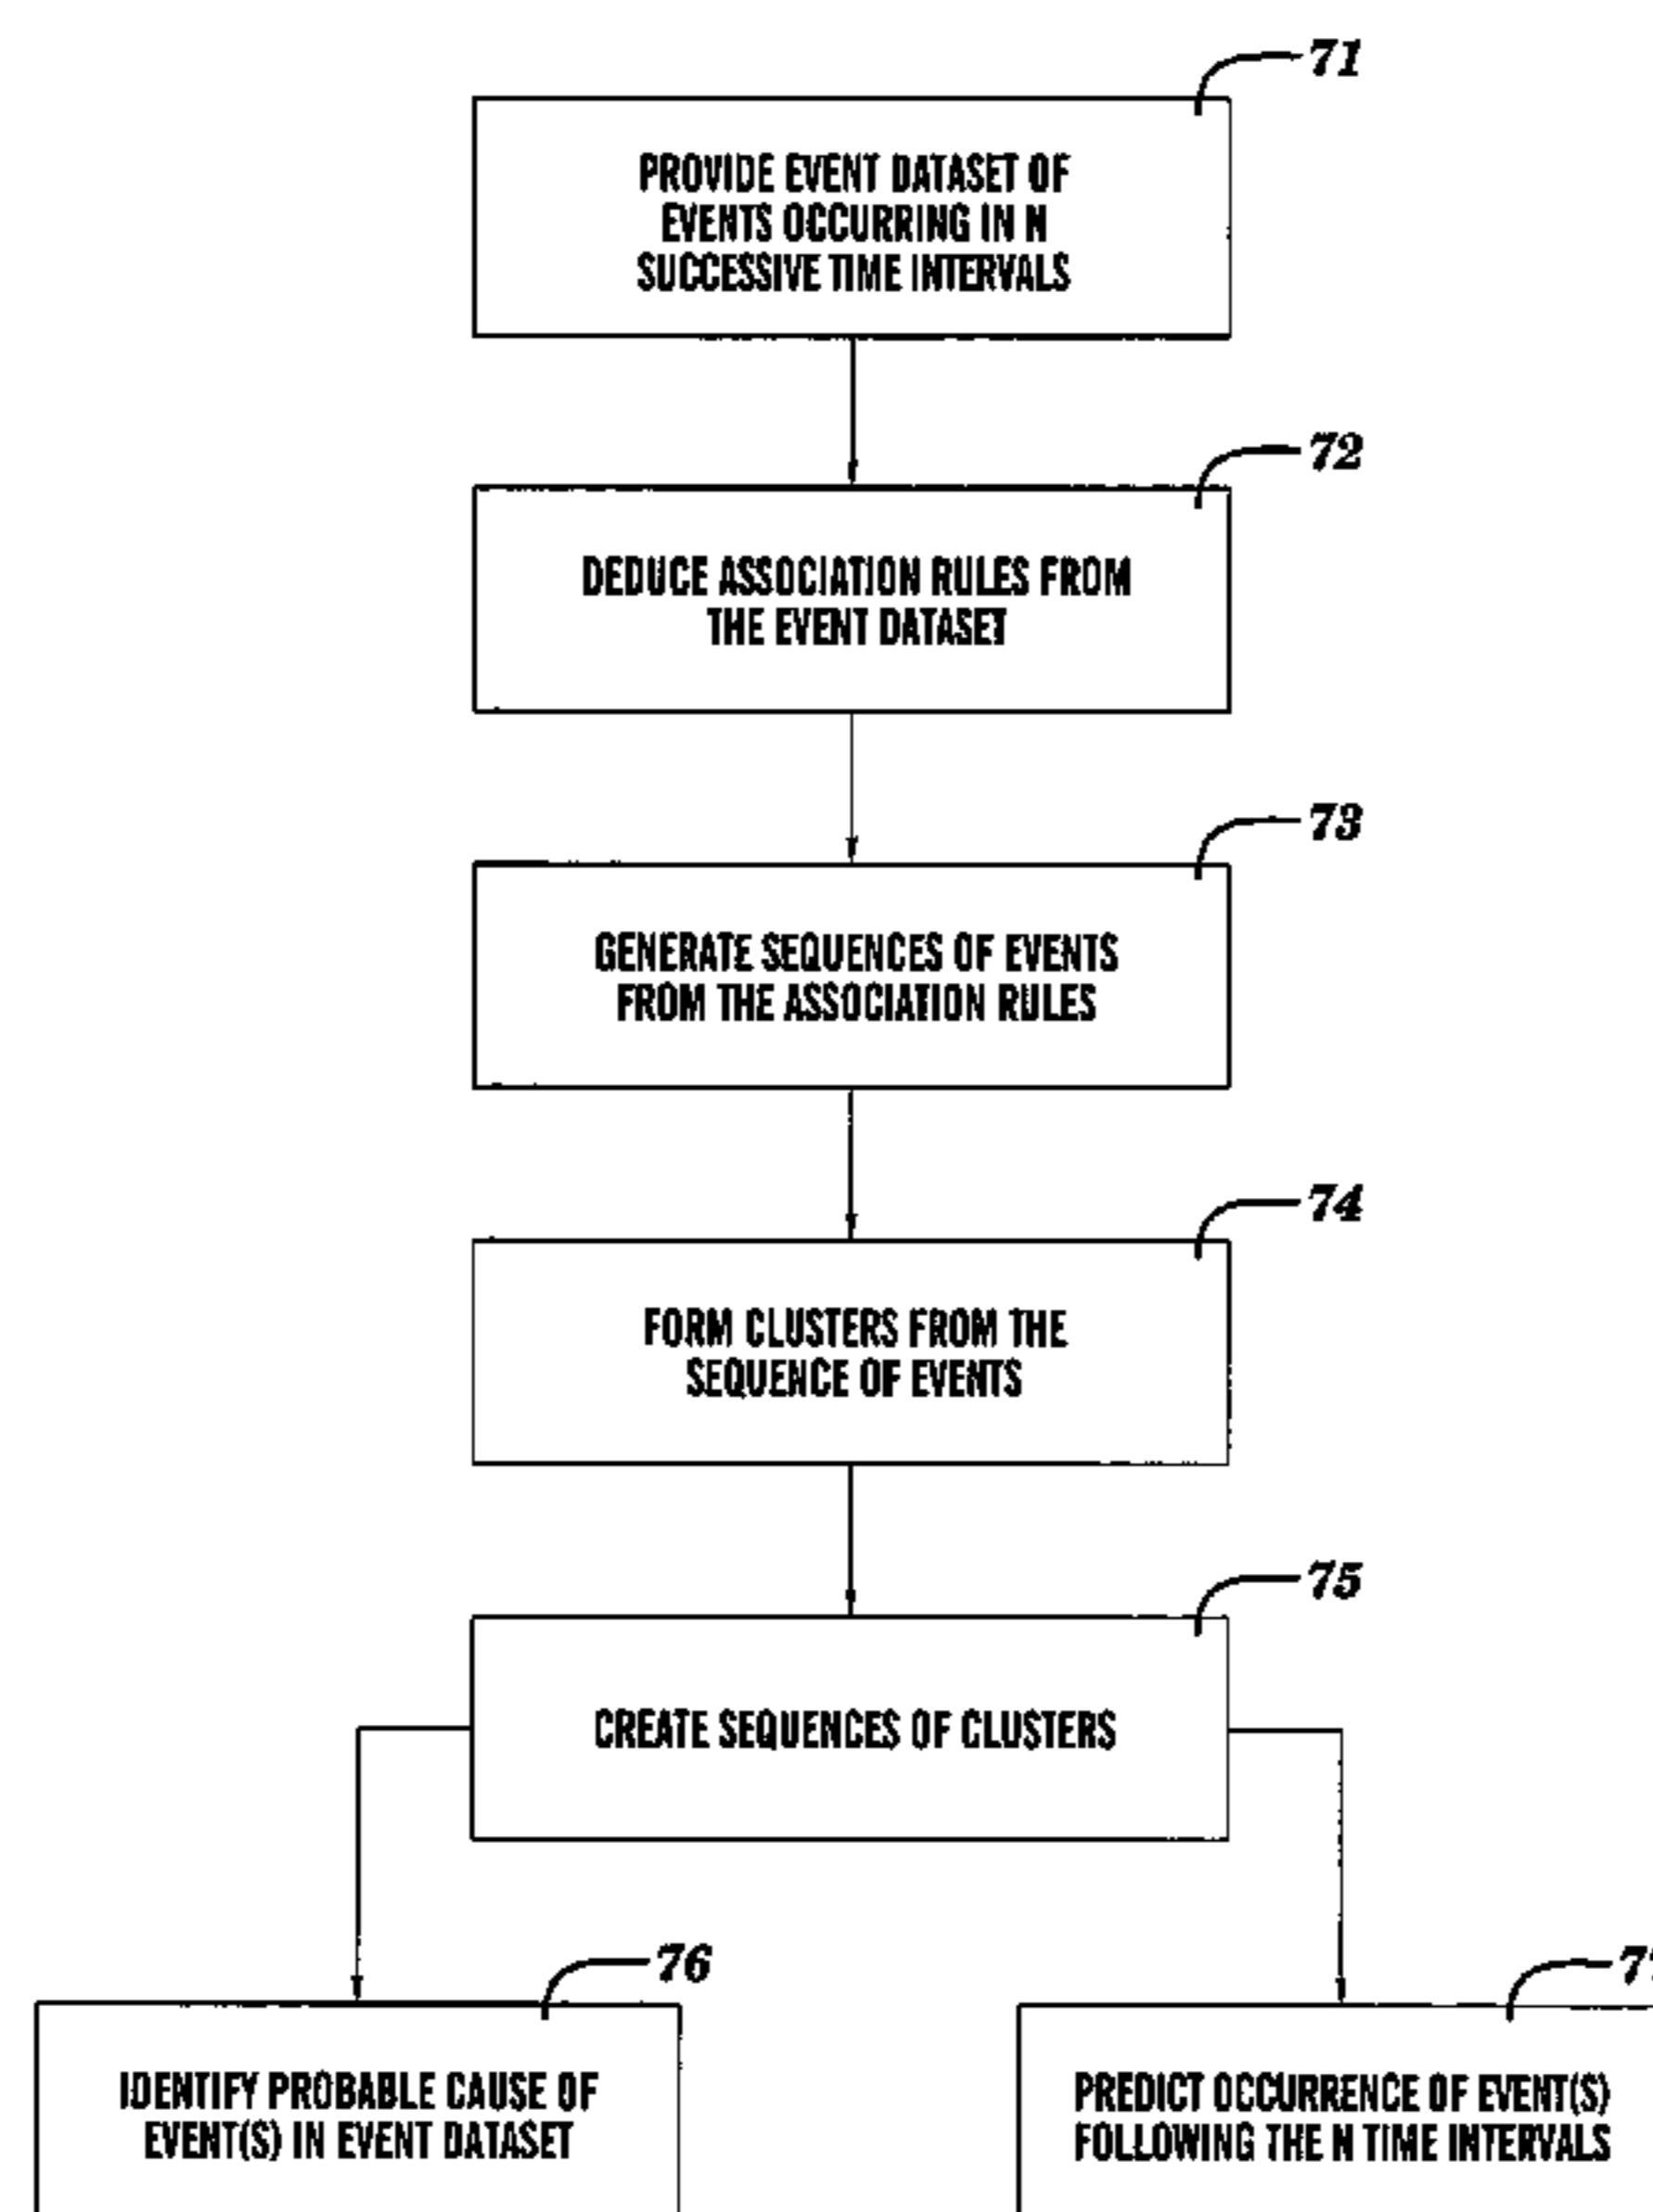 71
PROVIDE EVENT DATASET OF
EVENTS OCCURRING IN N
SUCCESSIVE TIME INTERVALS
72
DEDUCE ASSOCIATION RULES FROM
THE EVENT DATASET
73
GENERATE SEQUENCES OF EVENTS
FROM THE ASSOCIATION RULES
74
FORM CLUSTERS FROM THE
SEQUENCE OF EVENTS
75
CREATE SEQUENCES OF CLUSTERS
76
IDENTIFY PROBABLE CAUSE OF
EVENT(S) IN EVENT DATASET
PREDICT OCCURRENCE OF EVENT(S)
FOLLOWING THE N TIME INTERVALS